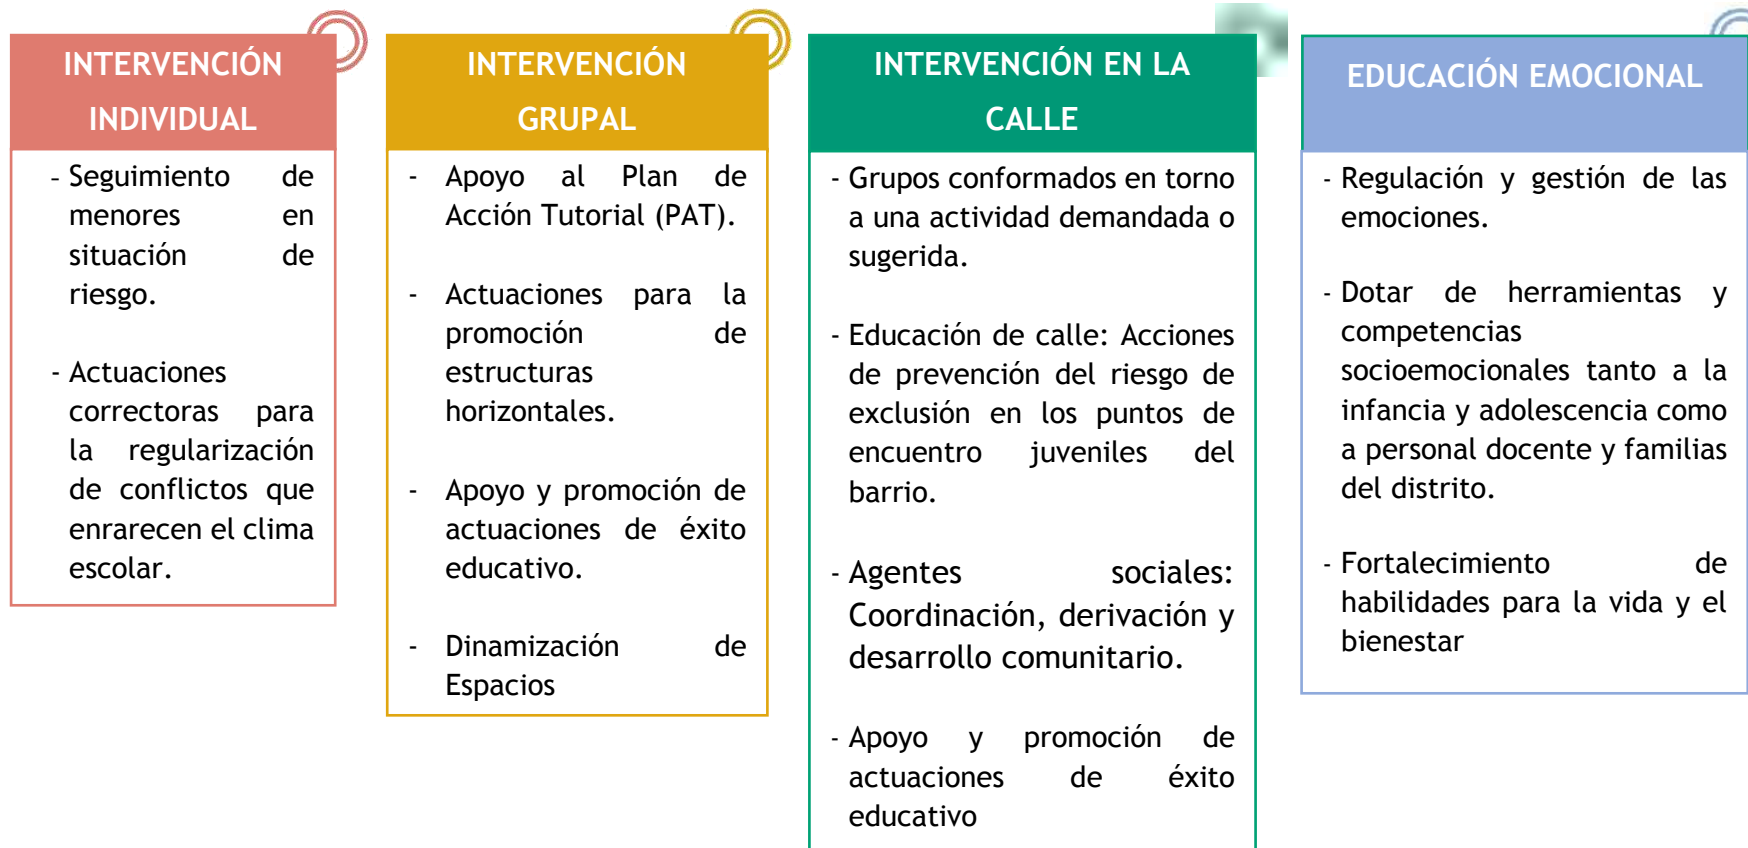 INTERVENCIÓN
INDIVIDUAL
- Seguimiento de
menores en
situación de
riesgo.
- Actuaciones
correctoras para
la regularización
de conflictos que
enrarecen el clima
escolar.
INTERVENCIÓN
GRUPAL
- Apoyo al Plan de
Acción Tutorial (PAT).
- Actuaciones para la
promoción de
estructuras
horizontales.
- Apoyo y promoción de
actuaciones de éxito
educativo.
- Dinamización de
Espacios
INTERVENCIÓN EN LA
CALLE
- Grupos conformados en torno
a una actividad demandada o
sugerida.
- Educación de calle: Acciones
de prevención del riesgo de
exclusión en los puntos de
encuentro juveniles del
barrio.
- Agentes sociales:
Coordinación, derivación y
desarrollo comunitario.
- Apoyo y promoción de
actuaciones de éxito
educativo
EDUCACIÓN EMOCIONAL
- Regulación y gestión de las
emociones.
- Dotar de herramientas y
competencias
socioemocionales tanto a la
infancia y adolescencia como
a personal docente y familias
del distrito.
- Fortalecimiento de
habilidades para la vida y el
bienestar